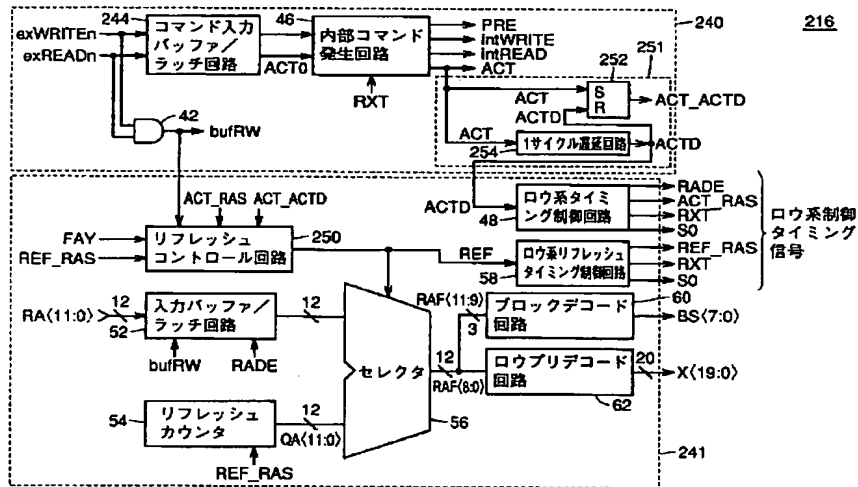 216
240
244
46
exWRITEn
exREADn
コマンド入力
バッファ/
ラッチ回路
ACT0
内部コマンド
発生回路
RXT
PRE
intWRITE
intREAD
ACT
252
251
S
R
ACT
ACTD
ACT_ACTD
42
bufRW
ACT
254
1サイクル遅延回路
ACTD
ACTD
48
ロウ系タイミ
ング制御回路
RADE
ACT_RAS
RXT
S0
ロウ系制御
タイミング
信号
ACT_RAS
ACT_ACTD
FAY
REF_RAS
リフレッシュ
コントロール回路
250
REF
58
ロウ系リフレッシュ
タイミング制御回路
REF_RAS
RXT
S0
RA⟨11:0⟩
12
52
入力バッファ/
ラッチ回路
bufRW
RADE
12
セレクタ
56
RAF⟨11:9⟩
3
12
RAF⟨8:0⟩
ブロックデコード
回路
60
BS⟨7:0⟩
ロウプリデコード
回路
62
20
X⟨19:0⟩
54
リフレッシュ
カウンタ
REF_RAS
12
QA⟨11:0⟩
241